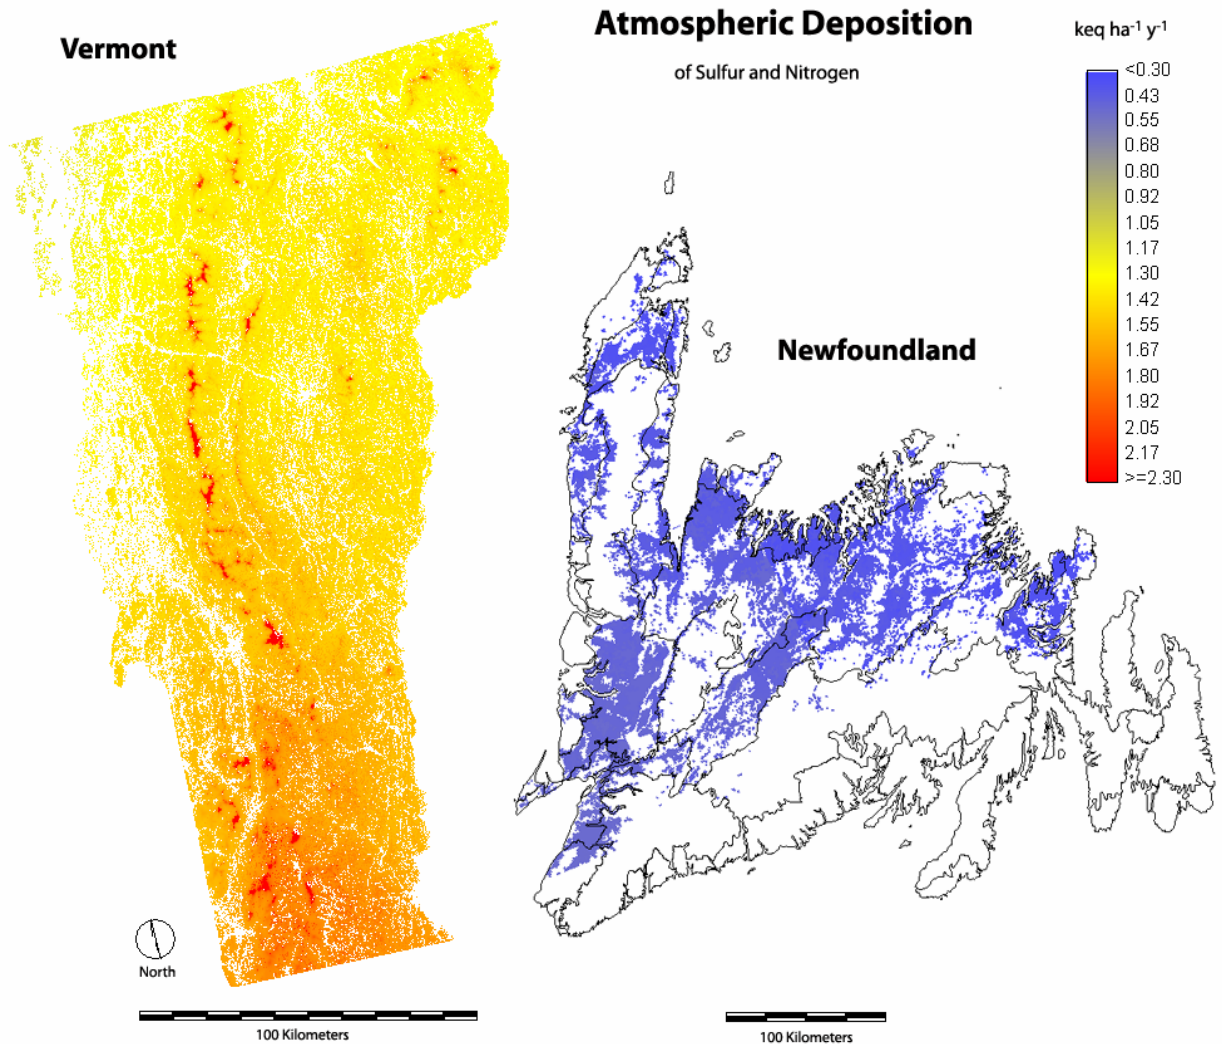 Vermont
Atmospheric Deposition
of Sulfur and Nitrogen
keq ha⁻¹ y⁻¹
<0.30
0.43
0.55
0.68
0.80
0.92
1.05
1.17
1.30
1.42
1.55
1.67
1.80
1.92
2.05
2.17
>=2.30
Newfoundland
North
100 Kilometers
100 Kilometers